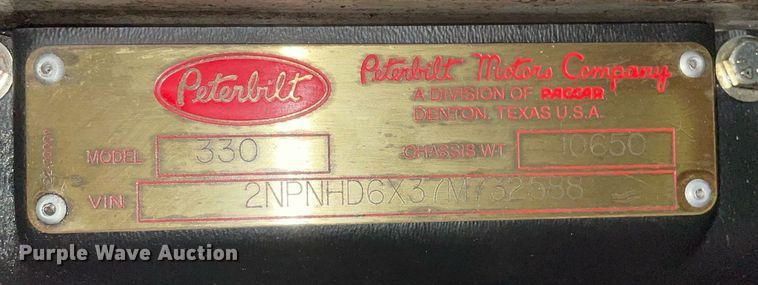 Peterbilt
Peterbilt Motors Company
A DIVISION OF PACCAR
DENTON, TEXAS U.S.A.
MODEL 330 CHASSIS WT 10650
VIN 2NPNHD6X37M732588
Purple Wave Auction